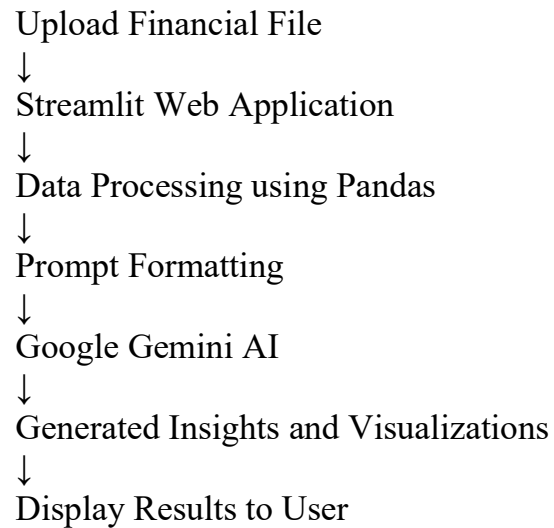 Upload Financial File
↓
Streamlit Web Application
↓
Data Processing using Pandas
↓
Prompt Formatting
↓
Google Gemini AI
↓
Generated Insights and Visualizations
↓
Display Results to User